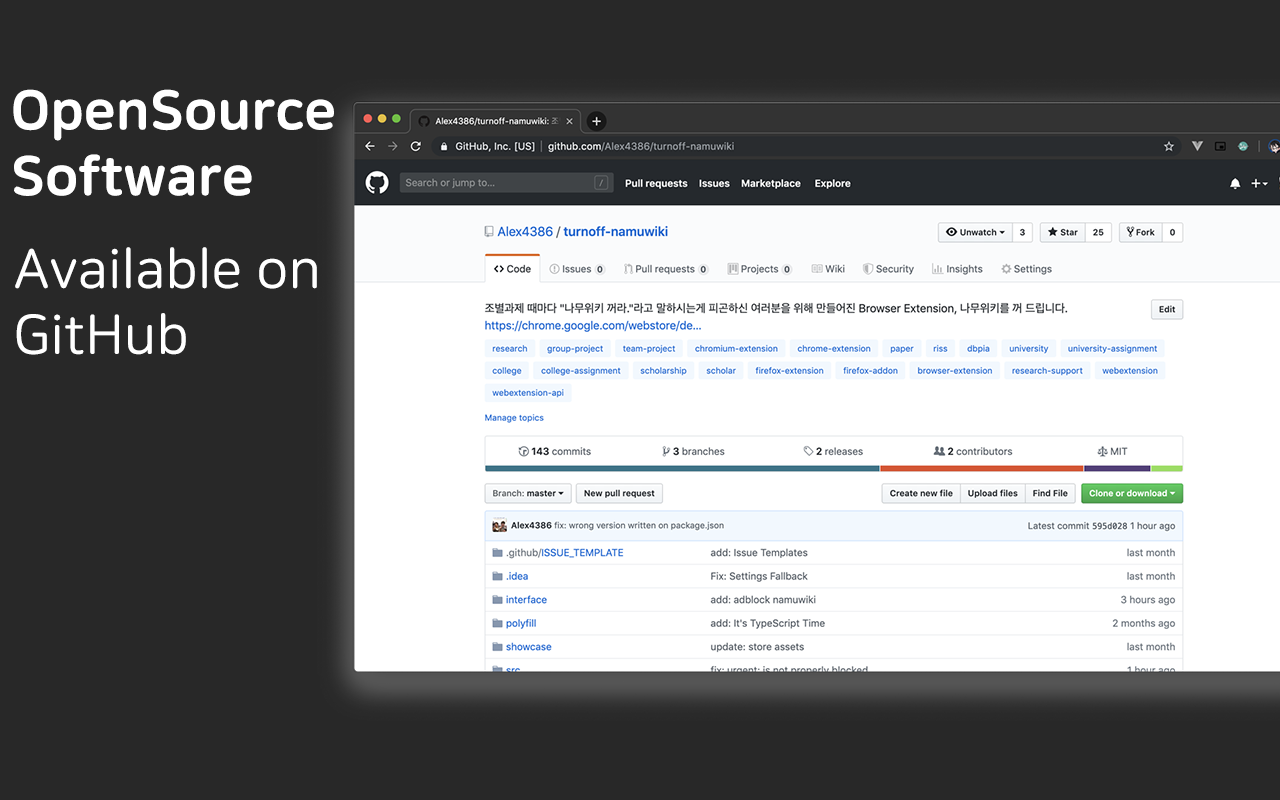 OpenSource
Software
Available on
GitHub
Alex4386/turnoff-namuwiki:
GitHub, Inc. [US] | github.com/Alex4386/turnoff-namuwiki
Search or jump to... / Pull requests Issues Marketplace Explore
Alex4386 / turnoff-namuwiki Unwatch 3 Star 25 Fork 0
Code Issues 0 Pull requests 0 Projects 0 Wiki Security Insights Settings
조별과제 때마다 "나무위키 꺼라."라고 말하시는게 피곤하신 여러분을 위해 만들어진 Browser Extension, 나무위키를 꺼 드립니다. Edit
https://chrome.google.com/webstore/de...
research group-project team-project chromium-extension chrome-extension paper riss dbpia university university-assignment
college college-assignment scholarship scholar firefox-extension firefox-addon browser-extension research-support webextension
webextension-api
Manage topics
143 commits 3 branches 2 releases 2 contributors MIT
Branch: master New pull request Create new file Upload files Find File Clone or download
Alex4386 fix: wrong version written on package.json Latest commit 595d028 1 hour ago
.github/ISSUE_TEMPLATE add: Issue Templates last month
.idea Fix: Settings Fallback last month
interface add: adblock namuwiki 3 hours ago
polyfill add: It's TypeScript Time 2 months ago
showcase update: store assets last month
src fix: urgent: is not properly blocked 1 hour ago